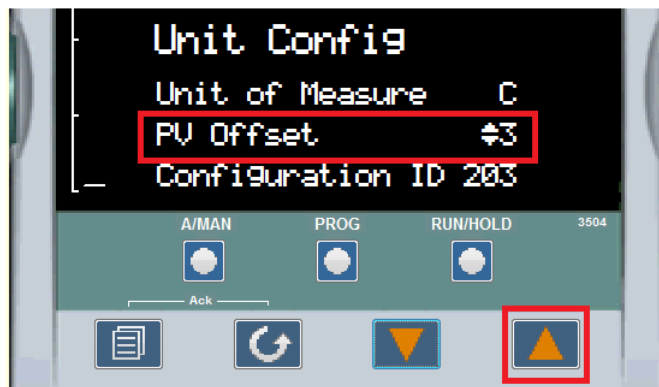 Unit Config
Unit of Measure C
PV Offset 3
Configuration ID 203
A/MAN PROG RUN/HOLD 3504
Ack